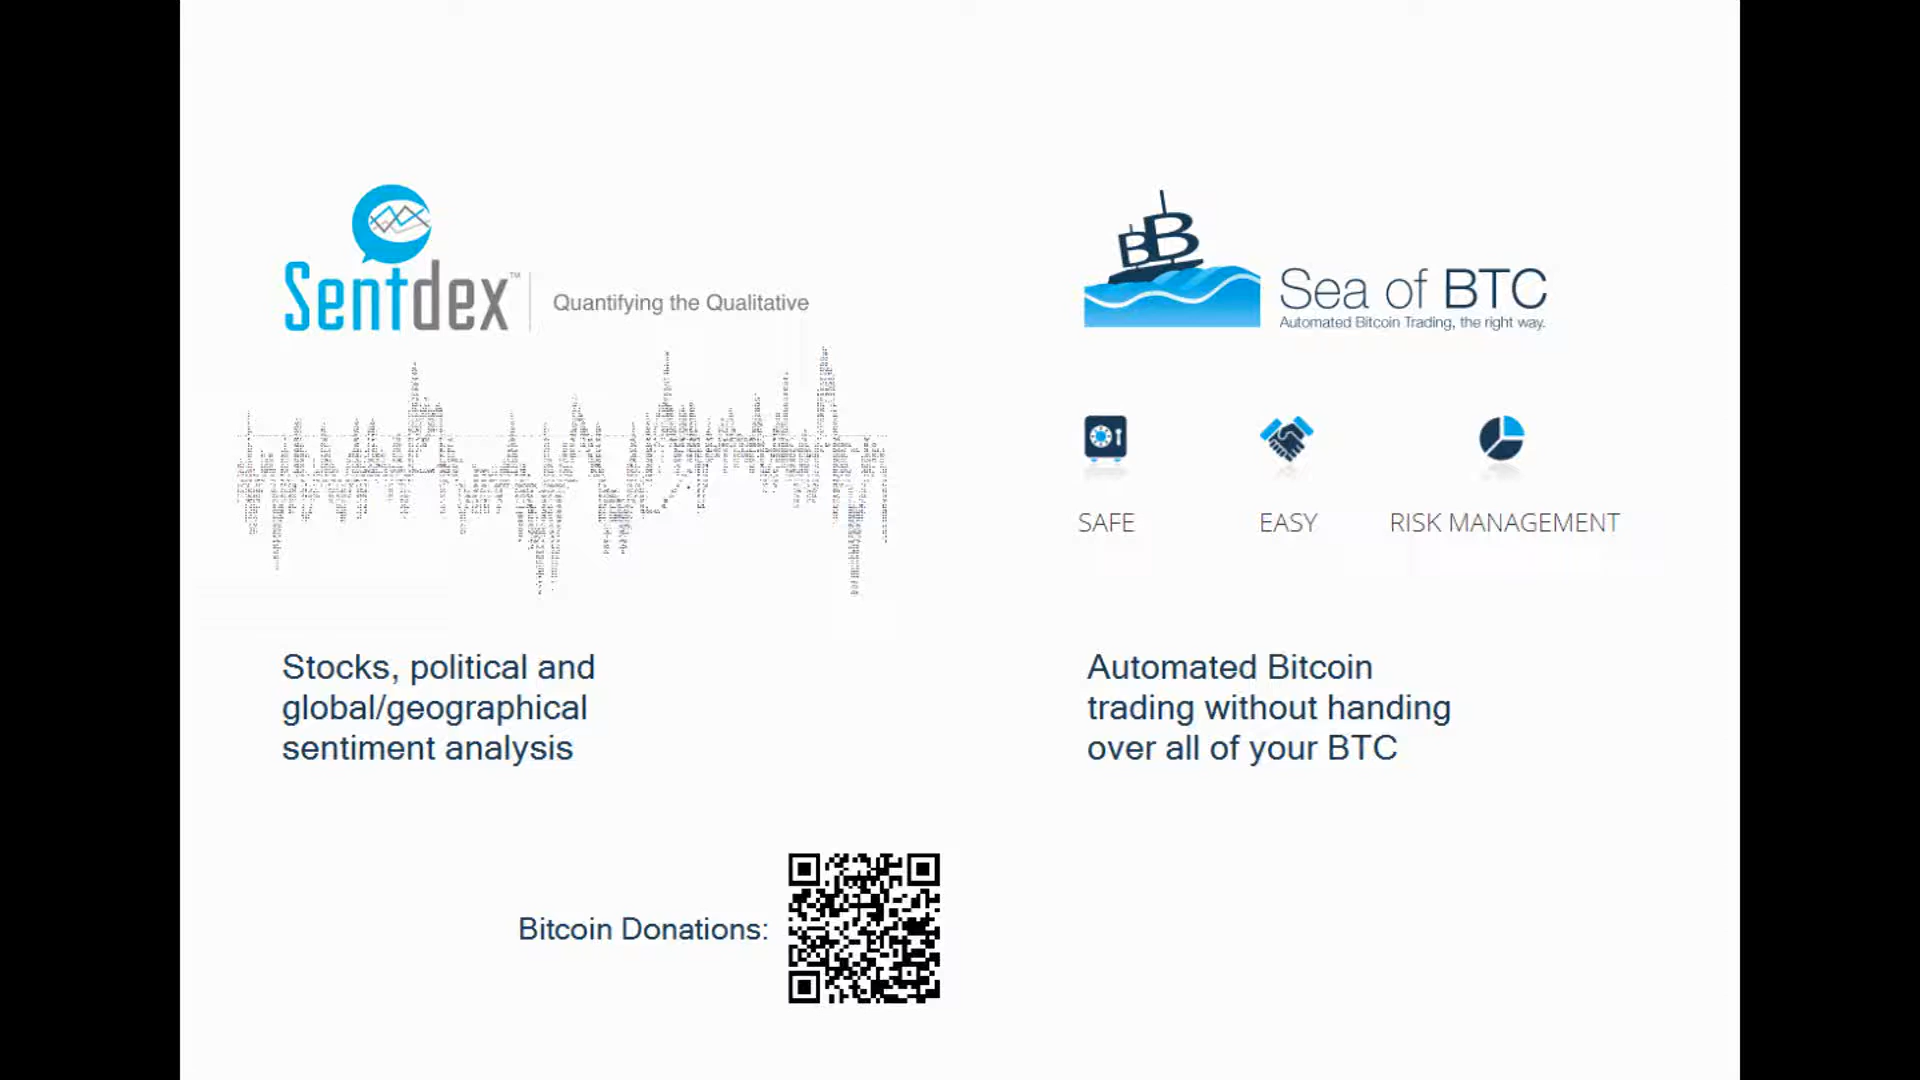 Sentdex™
Quantifying the Qualitative
Stocks, political and
global/geographical
sentiment analysis
Sea of BTC
Automated Bitcoin Trading, the right way.
SAFE
EASY
RISK MANAGEMENT
Automated Bitcoin
trading without handing
over all of your BTC
Bitcoin Donations: